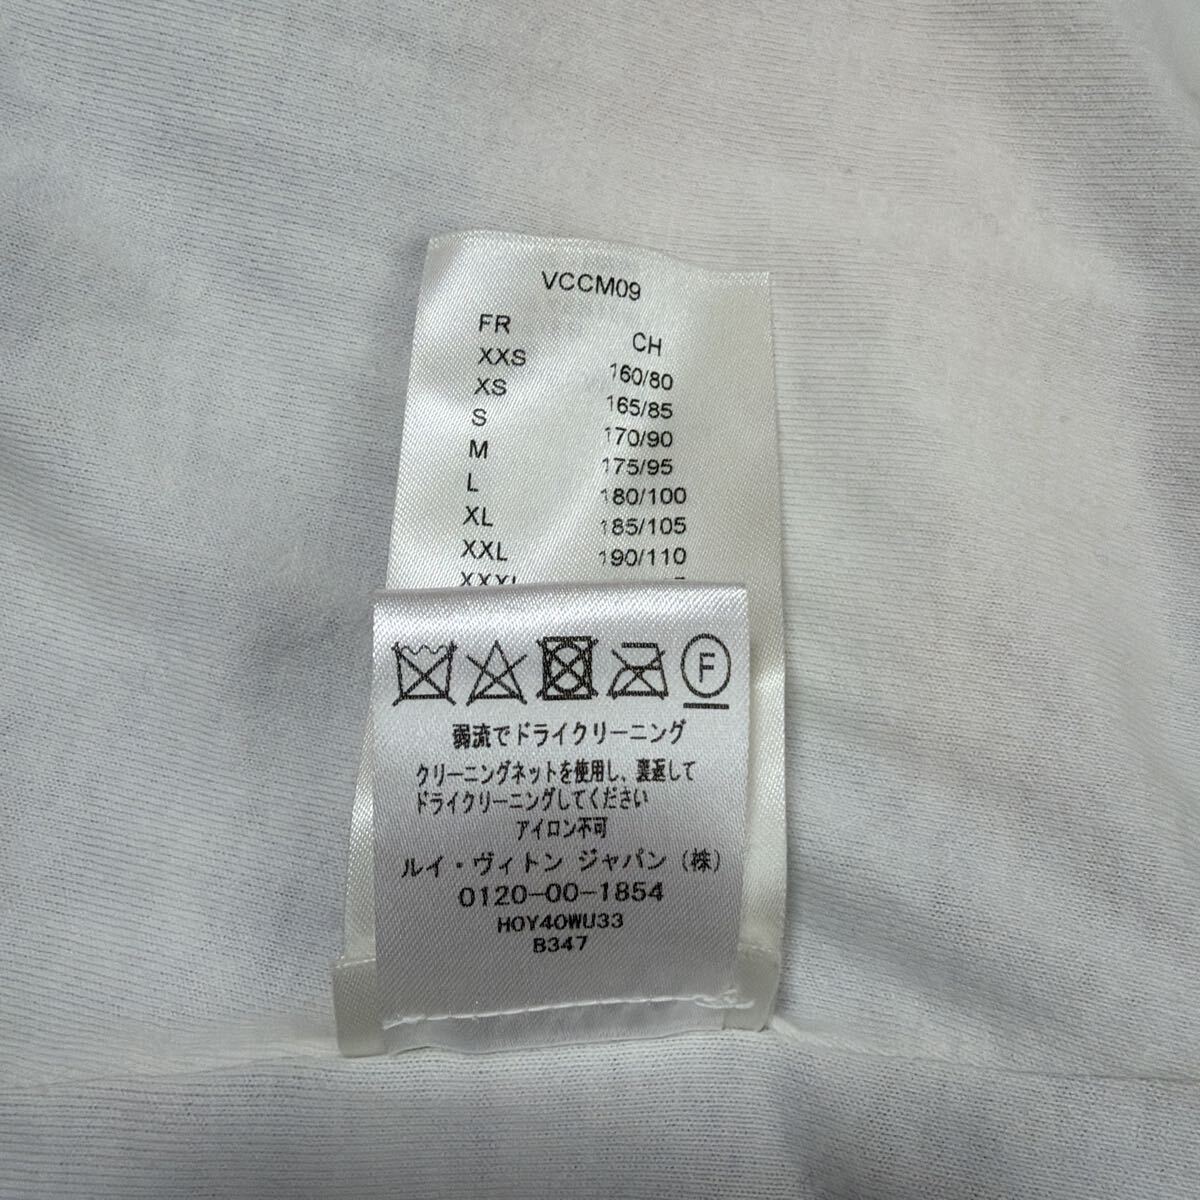 VCCM09
FR CH
XXS 160/80
XS 165/85
S 170/90
M 175/95
L 180/100
XL 185/105
XXL 190/110
XXXL
F
弱流でドライクリーニング
クリーニングネットを使用し、裏返して
ドライクリーニングしてください
アイロン不可
ルイ・ヴィトン ジャパン（株）
0120-00-1854
H0Y40WU33
B347